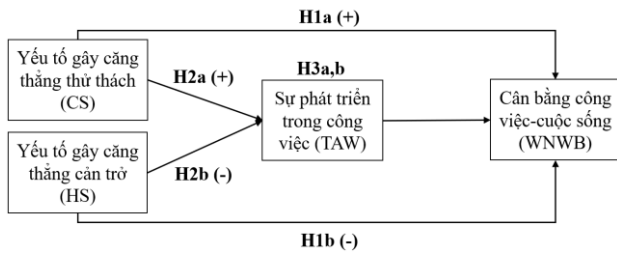 H1a (+)
Yếu tố gây căng
thẳng thử thách
(CS)
H2a (+)
H3a,b
Sự phát triển
trong công
việc (TAW)
Cân bằng công
việc-cuộc sống
(WNWB)
Yếu tố gây căng
thẳng cản trở
(HS)
H2b (-)
H1b (-)